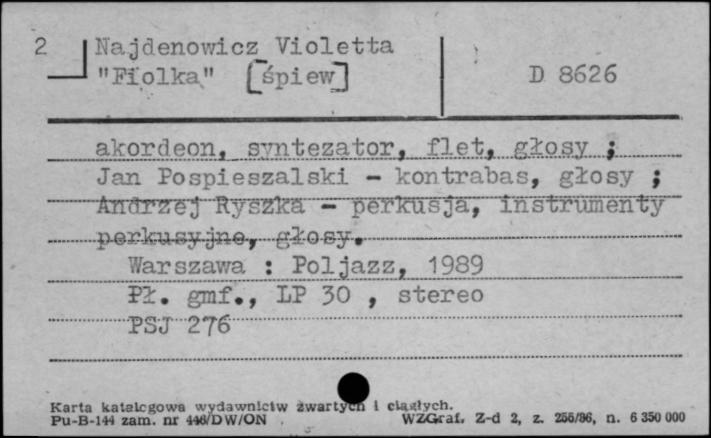 2 Najdenowicz Violetta
"Fiolka" [śpiew] D 8626
akordeon, syntezator, flet, głosy ;
Jan Pospieszalski - kontrabas, głosy ;
Andrzej Ryszka - perkusja, instrumenty
perkusyjne, głosy.
Warszawa : Poljazz, 1989
Pł. gmf., LP 30 , stereo
PSJ 276
Karta katalogowa wydawnictw zwartych i ciągłych.
Pu-B-144 zam. nr 446/DW/ON WZGraf. Z-d 2, z. 256/86, n. 6 350 000